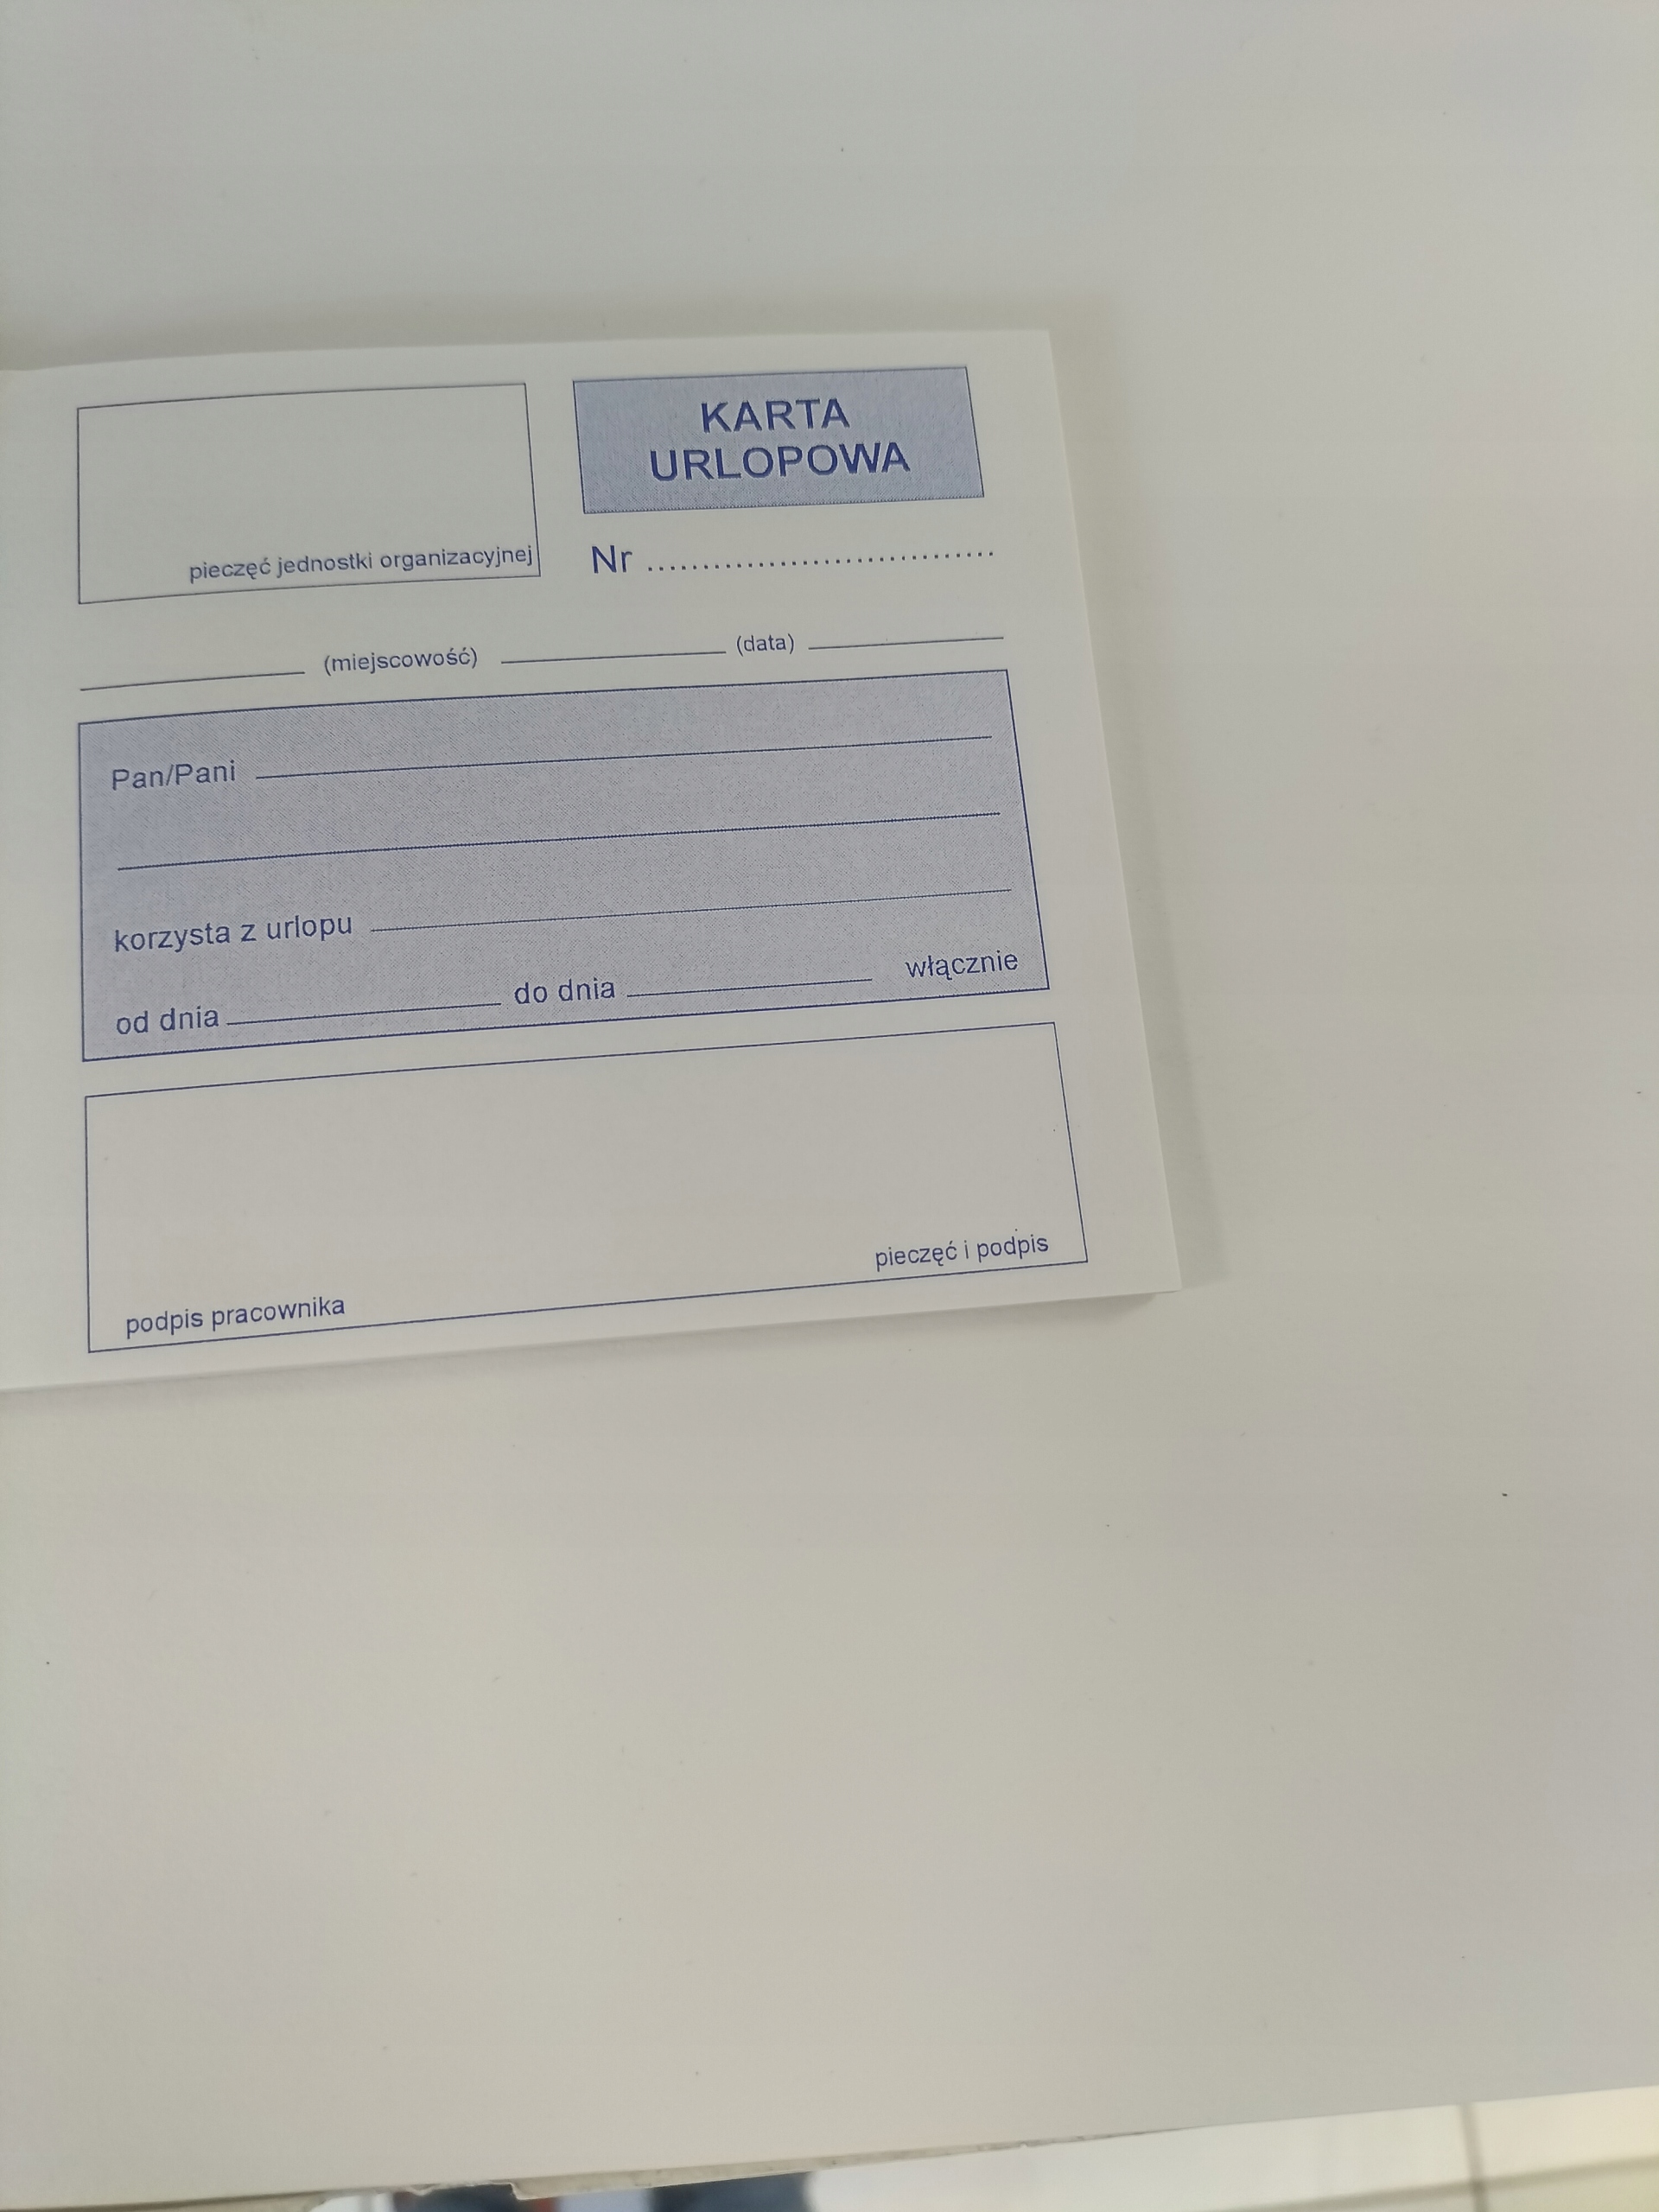 KARTA
URLOPOWA
pieczęć jednostki organizacyjnej
Nr ................................
(miejscowość) (data)
Pan/Pani
korzysta z urlopu
od dnia do dnia włącznie
podpis pracownika pieczęć i podpis